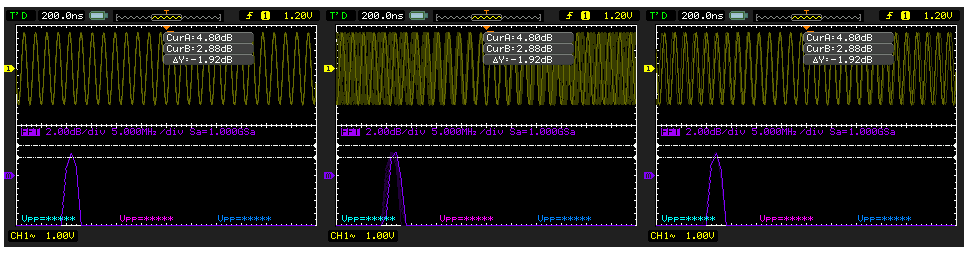 T' D 200.0ns T ƒ 1 1.20V
CurA:4.80dB
CurB:2.88dB
ΔY:-1.92dB
1
FFT 2.00dB/div 5.000MHz/div Sa=1.000GSa
m
Vpp=***** Vpp=***** Vpp=*****
CH1~ 1.00V
T' D 200.0ns T ƒ 1 1.20V
CurA:4.80dB
CurB:2.88dB
ΔY:-1.92dB
1
FFT 2.00dB/div 5.000MHz/div Sa=1.000GSa
m
Vpp=***** Vpp=***** Vpp=*****
CH1~ 1.00V
T' D 200.0ns T ƒ 1 1.20V
CurA:4.80dB
CurB:2.88dB
ΔY:-1.92dB
1
FFT 2.00dB/div 5.000MHz/div Sa=1.000GSa
m
Vpp=***** Vpp=***** Vpp=*****
CH1~ 1.00V